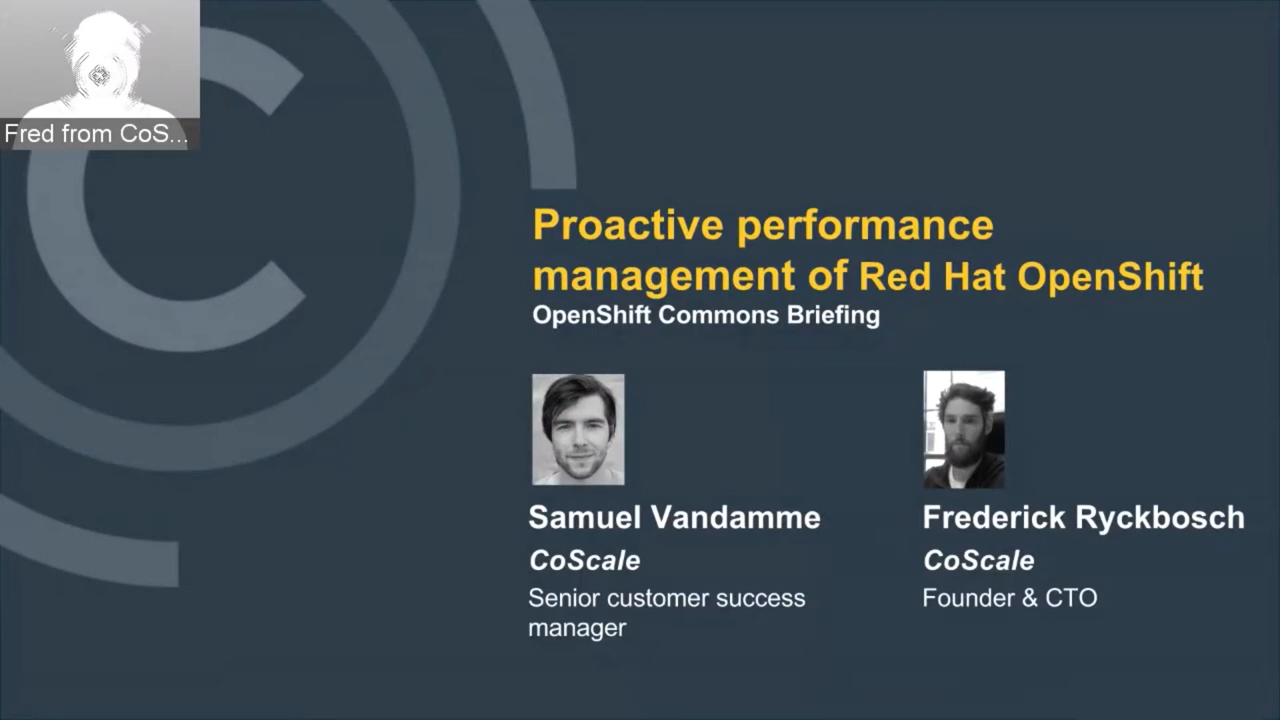 Fred from CoS...
Proactive performance
management of Red Hat OpenShift
OpenShift Commons Briefing
Samuel Vandamme
CoScale
Senior customer success
manager
Frederick Ryckbosch
CoScale
Founder & CTO